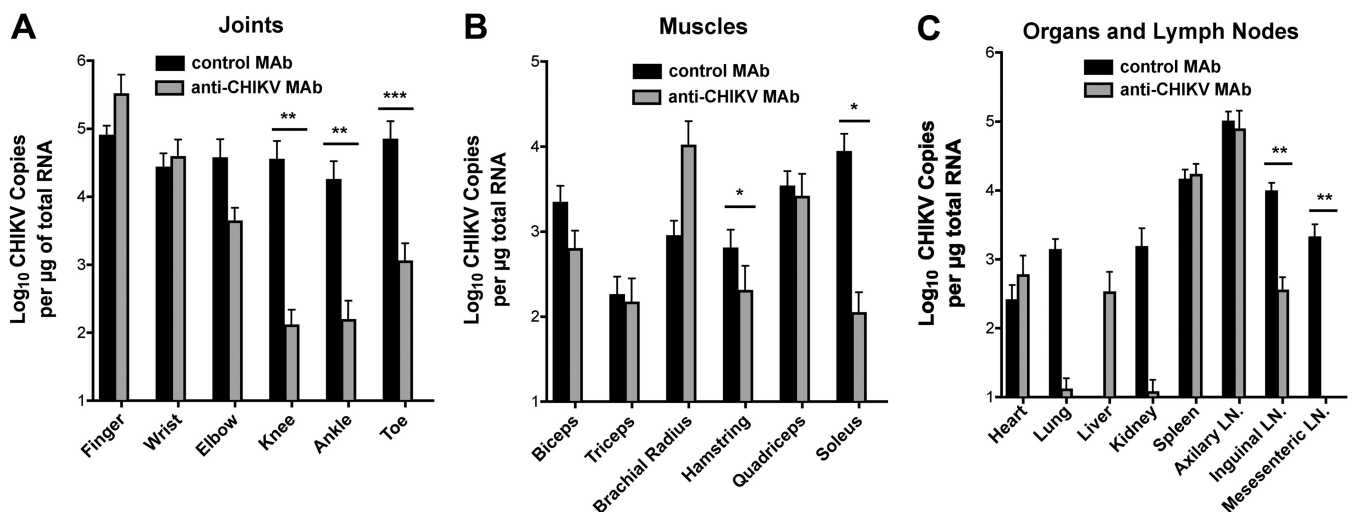 A
Joints
control MAb
anti-CHIKV MAb
Log10 CHIKV Copies
per µg of total RNA
6
5
4
3
2
1
**
**
***
Finger
Wrist
Elbow
Knee
Ankle
Toe
B
Muscles
control MAb
anti-CHIKV MAb
Log10 CHIKV Copies
per µg total RNA
5
4
3
2
1
*
*
Biceps
Triceps
Brachial Radius
Hamstring
Quadriceps
Soleus
C
Organs and Lymph Nodes
control MAb
anti-CHIKV MAb
Log10 CHIKV Copies
per µg total RNA
6
5
4
3
2
1
**
**
Heart
Lung
Liver
Kidney
Spleen
Axilary LN.
Inguinal LN.
Mesesenteric LN.